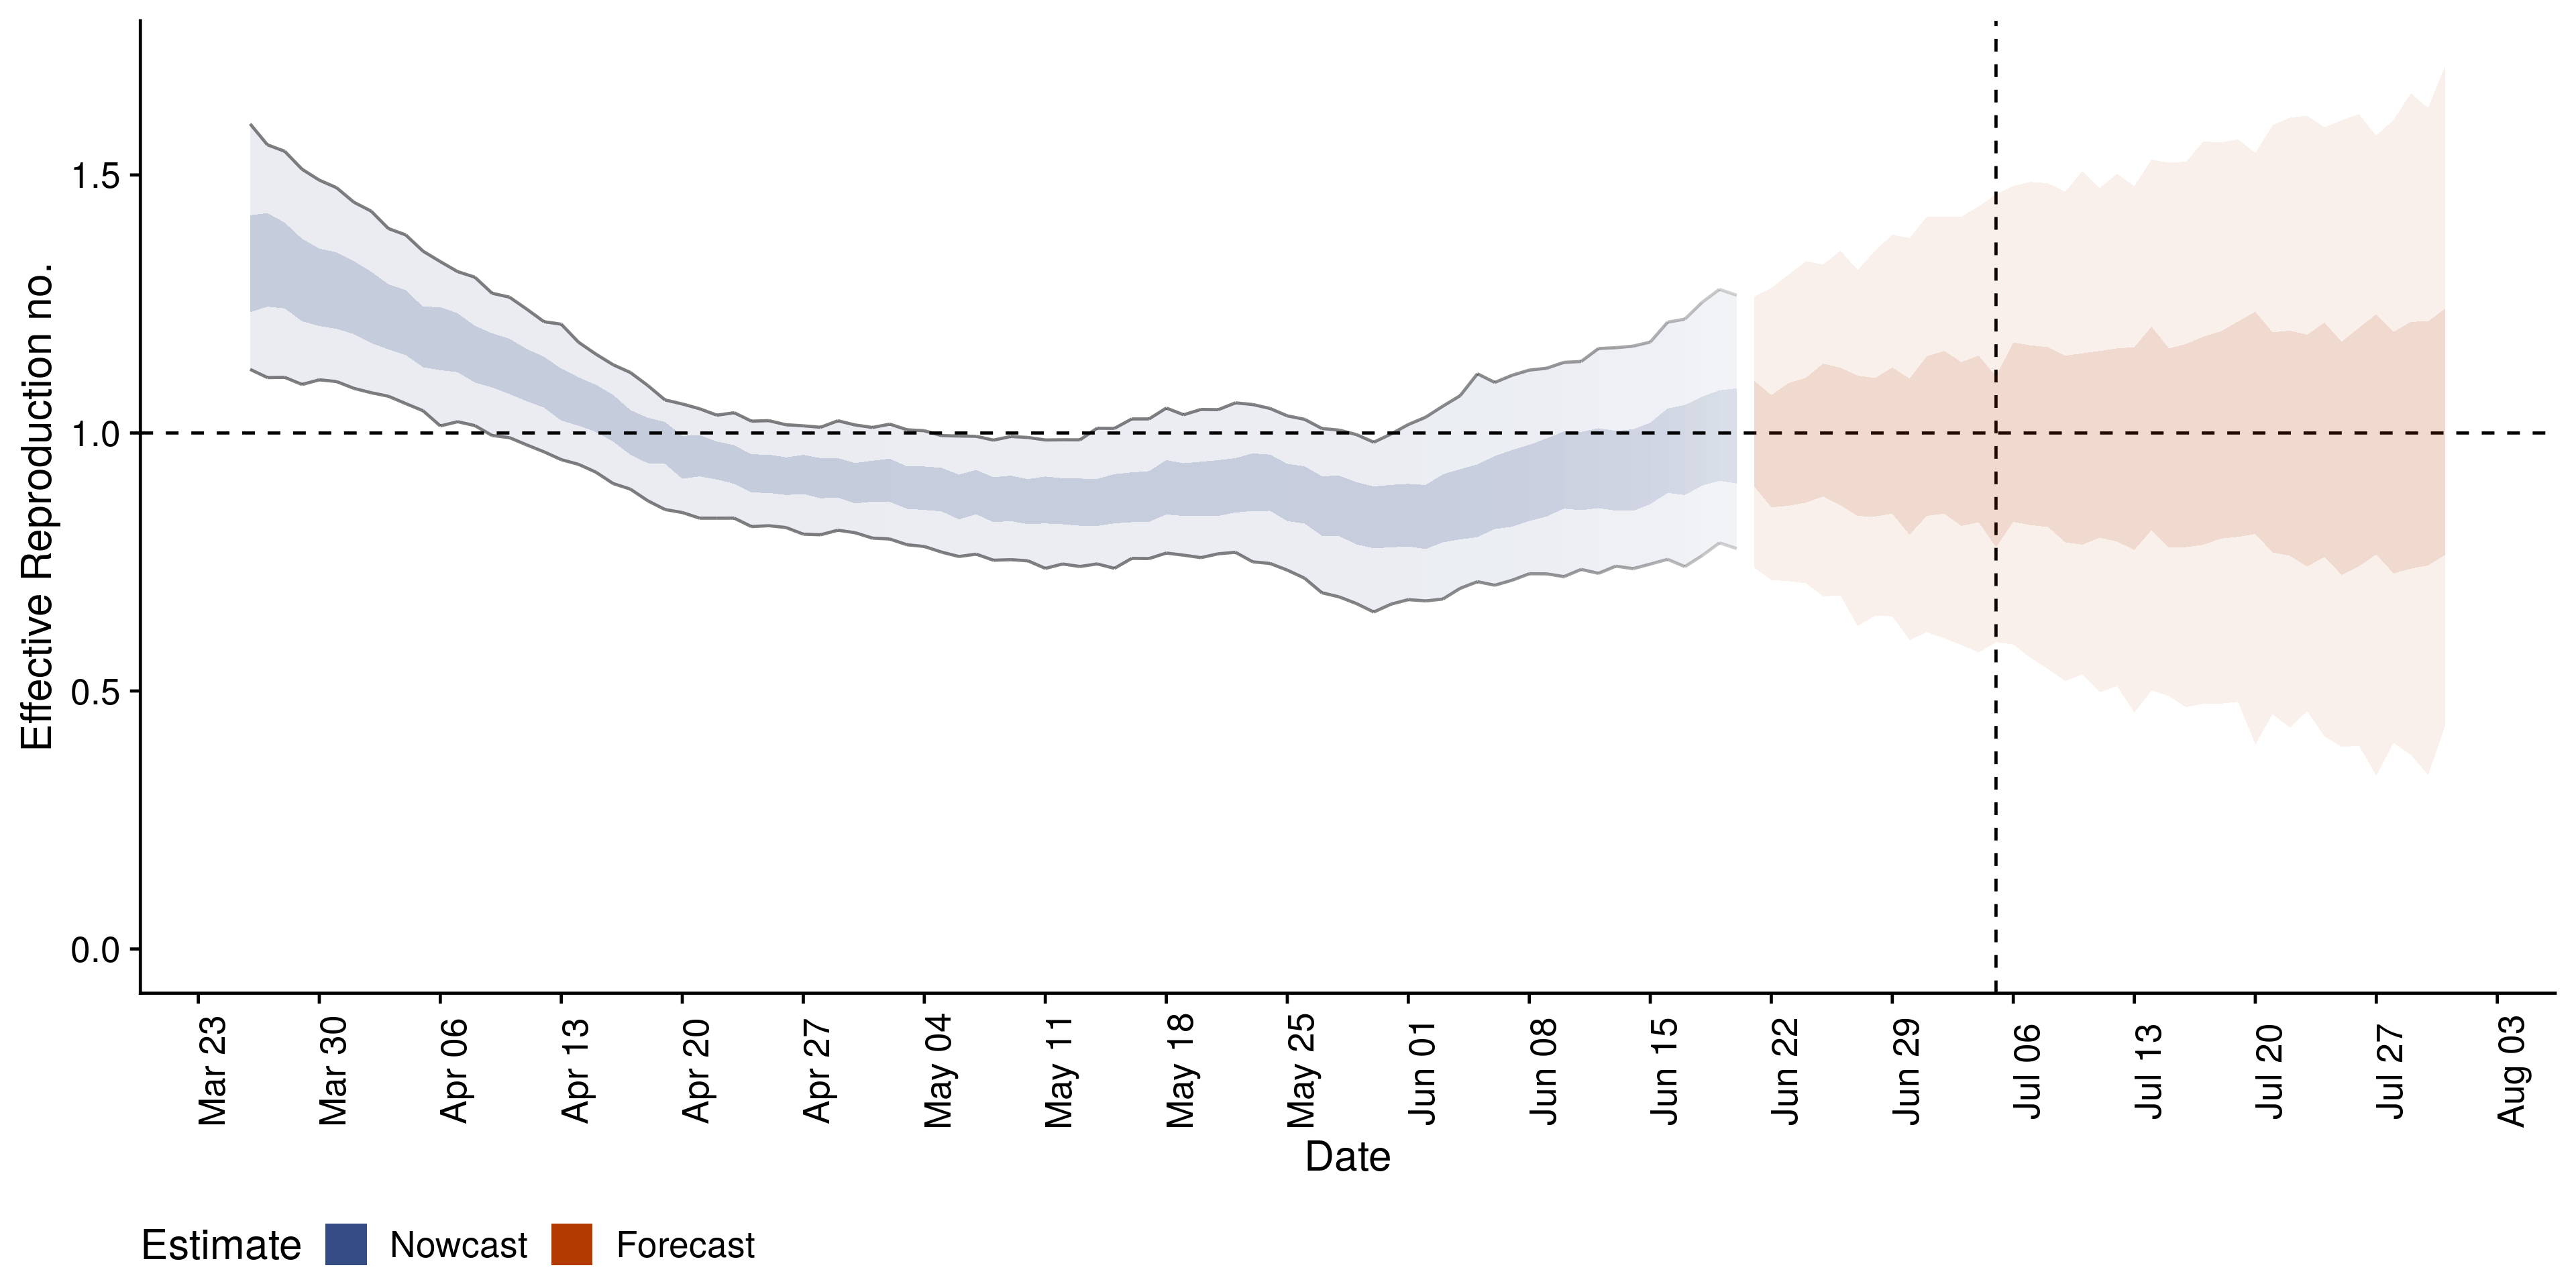 Effective Reproduction no.
1.5
1.0
0.5
0.0
Mar 23
Mar 30
Apr 06
Apr 13
Apr 20
Apr 27
May 04
May 11
May 18
May 25
Jun 01
Jun 08
Jun 15
Jun 22
Jun 29
Jul 06
Jul 13
Jul 20
Jul 27
Aug 03
Date
Estimate Nowcast Forecast